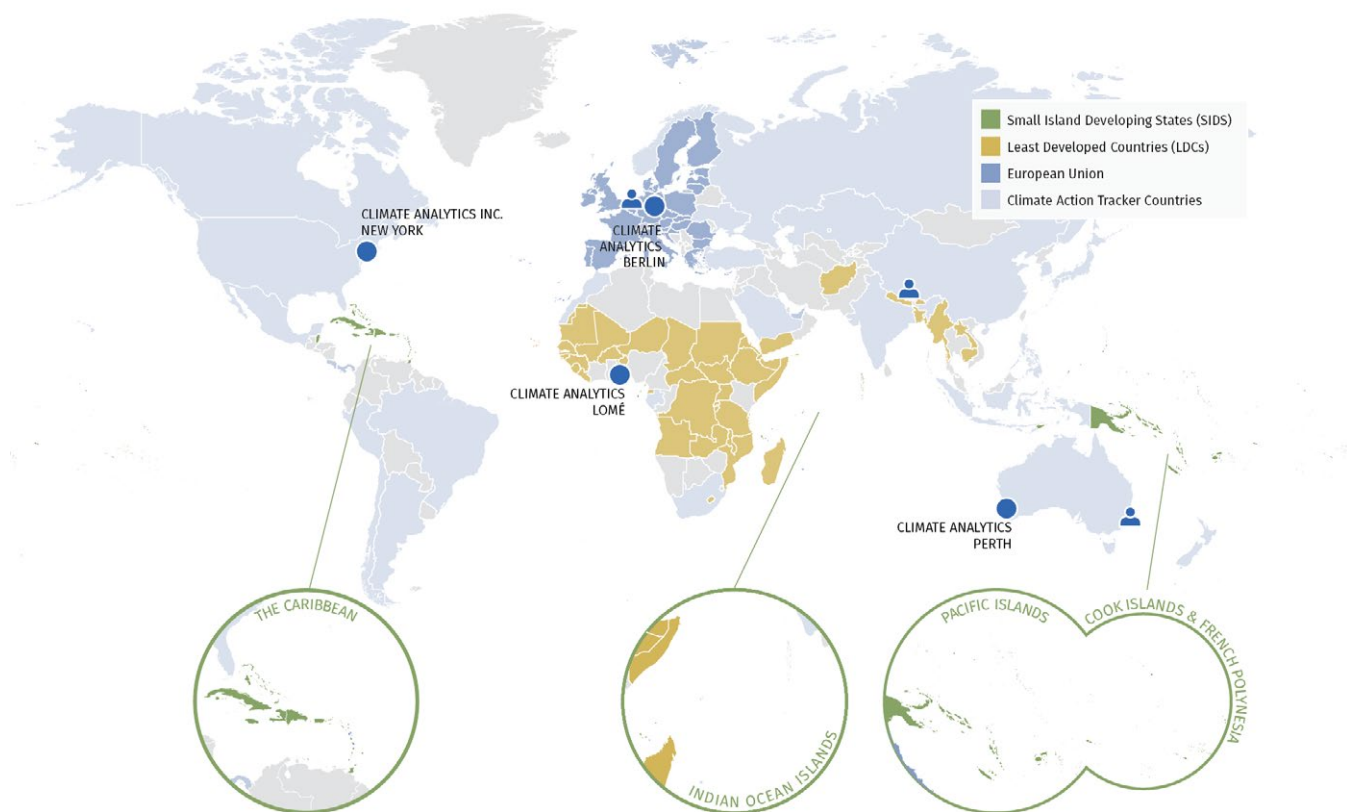 Small Island Developing States (SIDS)
Least Developed Countries (LDCs)
European Union
Climate Action Tracker Countries
CLIMATE ANALYTICS INC.
NEW YORK
CLIMATE
ANALYTICS
BERLIN
CLIMATE ANALYTICS
LOMÉ
CLIMATE ANALYTICS
PERTH
THE CARIBBEAN
INDIAN OCEAN ISLANDS
PACIFIC ISLANDS
COOK ISLANDS & FRENCH POLYNESIA